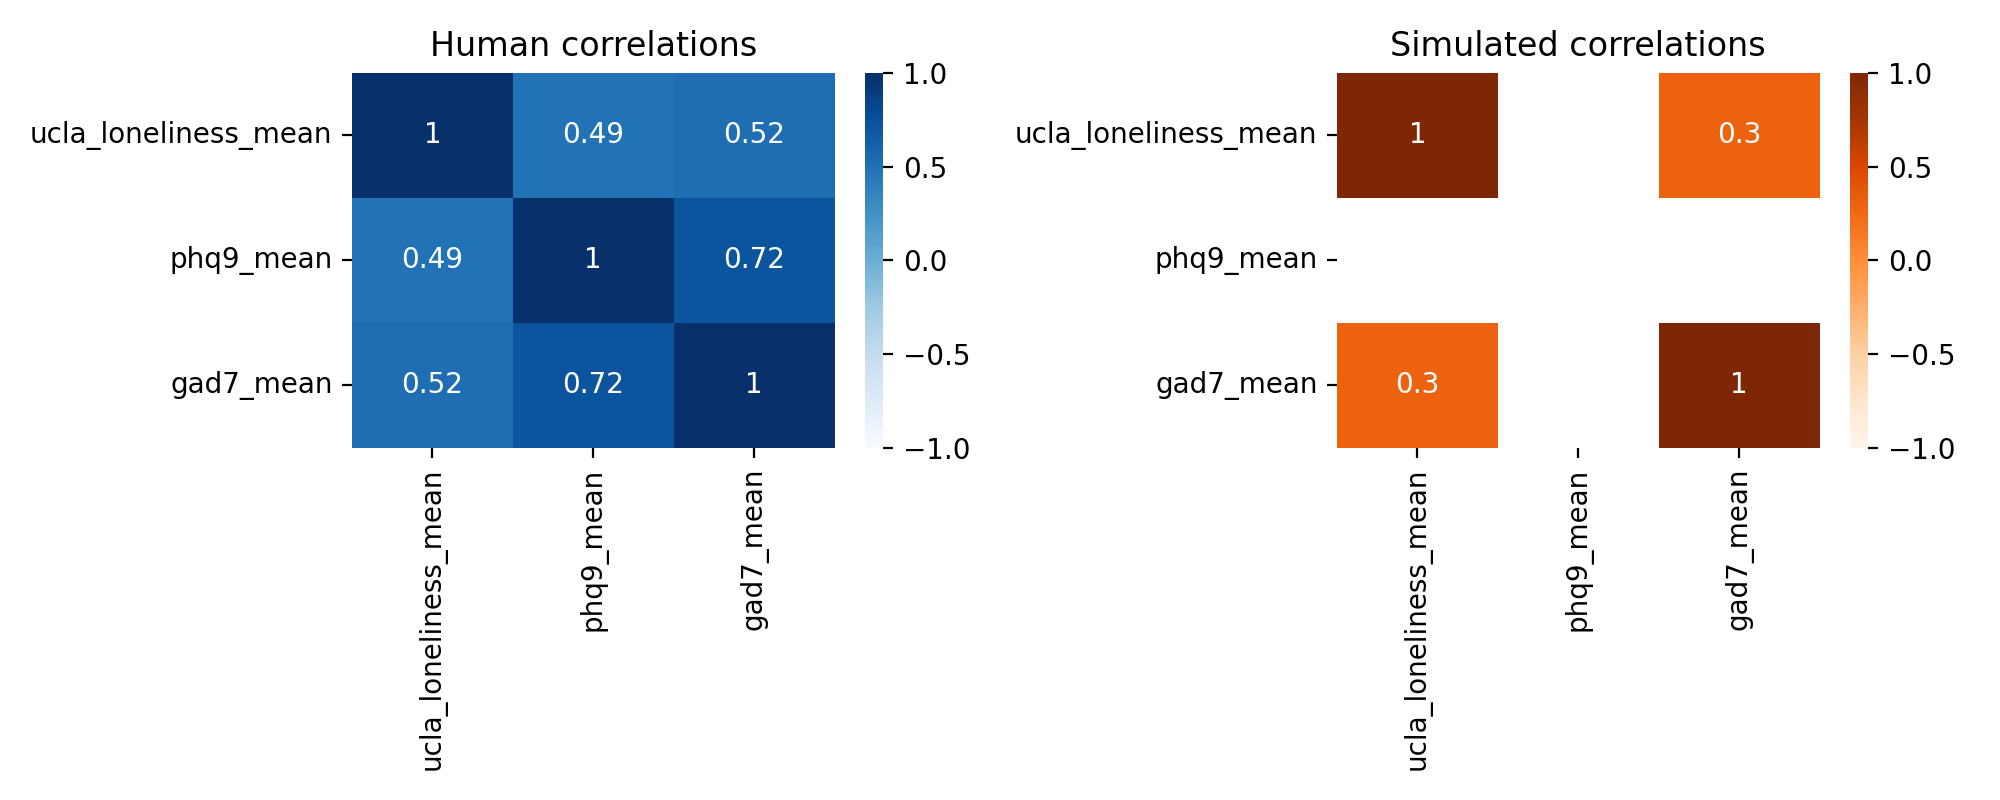 Human correlations
ucla_loneliness_mean 1 0.49 0.52
phq9_mean 0.49 1 0.72
gad7_mean 0.52 0.72 1
ucla_loneliness_mean
phq9_mean
gad7_mean
1.0
0.5
0.0
−0.5
−1.0
Simulated correlations
ucla_loneliness_mean 1 0.3
phq9_mean
gad7_mean 0.3 1
ucla_loneliness_mean
phq9_mean
gad7_mean
1.0
0.5
0.0
−0.5
−1.0